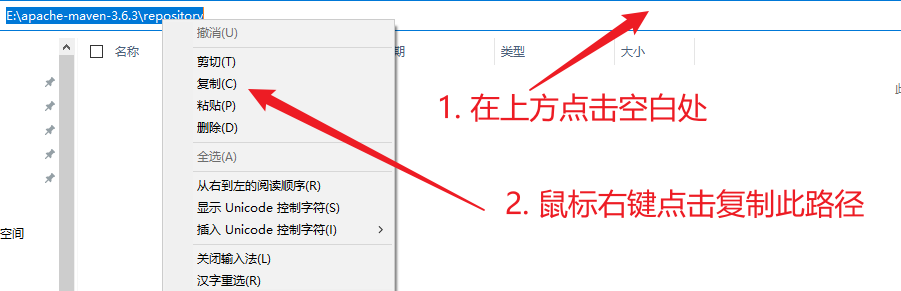 E:\apache-maven-3.6.3\repository
撤消(U)
名称
期
类型
大小
剪切(T)
复制(C)
粘贴(P)
删除(D)
全选(A)
从右到左的阅读顺序(R)
显示 Unicode 控制字符(S)
插入 Unicode 控制字符(I)
关闭输入法(L)
汉字重选(R)
空间
1. 在上方点击空白处
2. 鼠标右键点击复制此路径